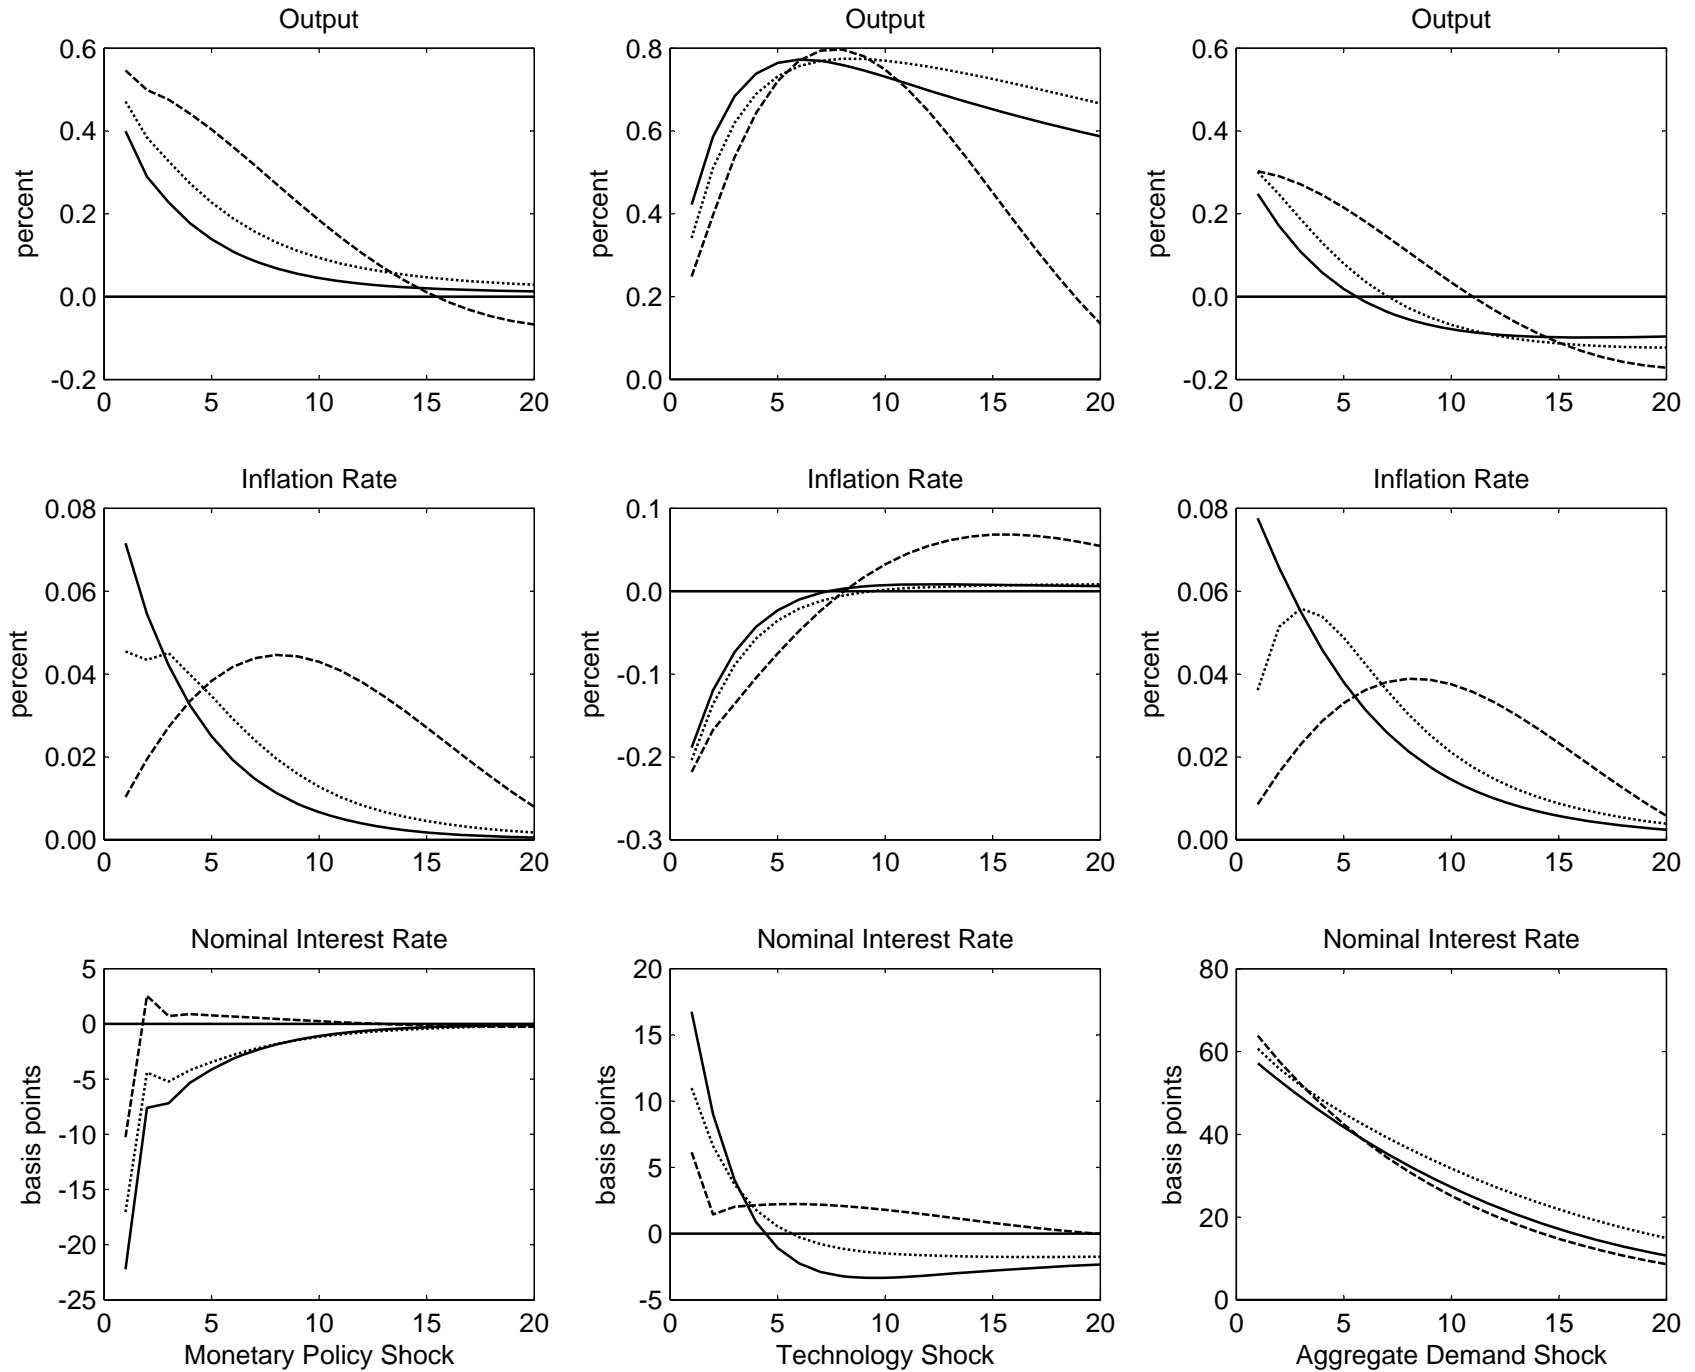 Output
Output
Output
0.6
0.4
0.2
0.0
-0.2
percent
0 5 10 15 20
0.8
0.6
0.4
0.2
0.0
percent
0 5 10 15 20
0.6
0.4
0.2
0.0
-0.2
percent
0 5 10 15 20
Inflation Rate
Inflation Rate
Inflation Rate
0.08
0.06
0.04
0.02
0.00
percent
0 5 10 15 20
0.1
0.0
-0.1
-0.2
-0.3
percent
0 5 10 15 20
0.08
0.06
0.04
0.02
0.00
percent
0 5 10 15 20
Nominal Interest Rate
Nominal Interest Rate
Nominal Interest Rate
5
0
-5
-10
-15
-20
-25
basis points
0 5 10 15 20
Monetary Policy Shock
20
15
10
5
0
-5
basis points
0 5 10 15 20
Technology Shock
80
60
40
20
0
basis points
0 5 10 15 20
Aggregate Demand Shock